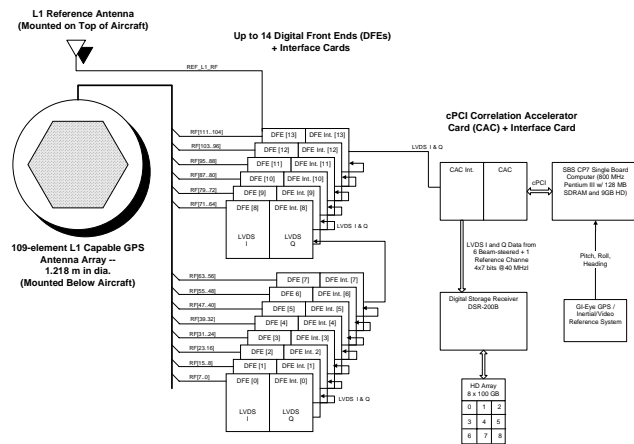 L1 Reference Antenna
(Mounted on Top of Aircraft)
Up to 14 Digital Front Ends (DFEs)
+ Interface Cards
REF_L1_RF
109-element L1 Capable GPS
Antenna Array --
1.218 m in dia.
(Mounted Below Aircraft)
RF[111..104]
DFE [13]
DFE Int. [13]
RF[103..96]
DFE [12]
DFE Int. [12]
RF[95..88]
DFE [11]
DFE Int. [11]
RF[87..80]
DFE [10]
DFE Int. [10]
RF[79..72]
DFE [9]
DFE Int. [9]
RF[71..64]
DFE [8]
DFE Int. [8]
LVDS
I
LVDS
Q
LVDS I & Q
LVDS I & Q
RF[63..56]
DFE [7]
DFE Int. [7]
RF[55..48]
DFE 6]
DFE Int. [6]
RF[47..40]
DFE [5]
DFE Int. [5]
RF[39.32]
DFE [4]
DFE Int. [4]
RF[31..24]
DFE [3]
DFE Int. [3]
RF[23.16]
DFE [2]
DFE Int. 2]
RF[15..8]
DFE [1]
DFE Int. [1]
RF[7..0]
DFE [0]
DFE Int. [0]
LVDS
I
LVDS
Q
LVDS I & Q
cPCI Correlation Accelerator
Card (CAC) + Interface Card
CAC Int.
CAC
cPCI
SBS CP7 Single Board
Computer (800 MHz
Pentium III w/ 128 MB
SDRAM and 9GB HD)
LVDS I and Q Data from
6 Beam-steered + 1
Reference Channe
4x7 bits @40 MHz!
Pitch, Roll,
Heading
Digital Storage Receiver
DSR-200B
GI-Eye GPS /
Inertial/Video
Reference System
HD Array
8 x 100 GB
0 1 2
3 4 5
6 7 8